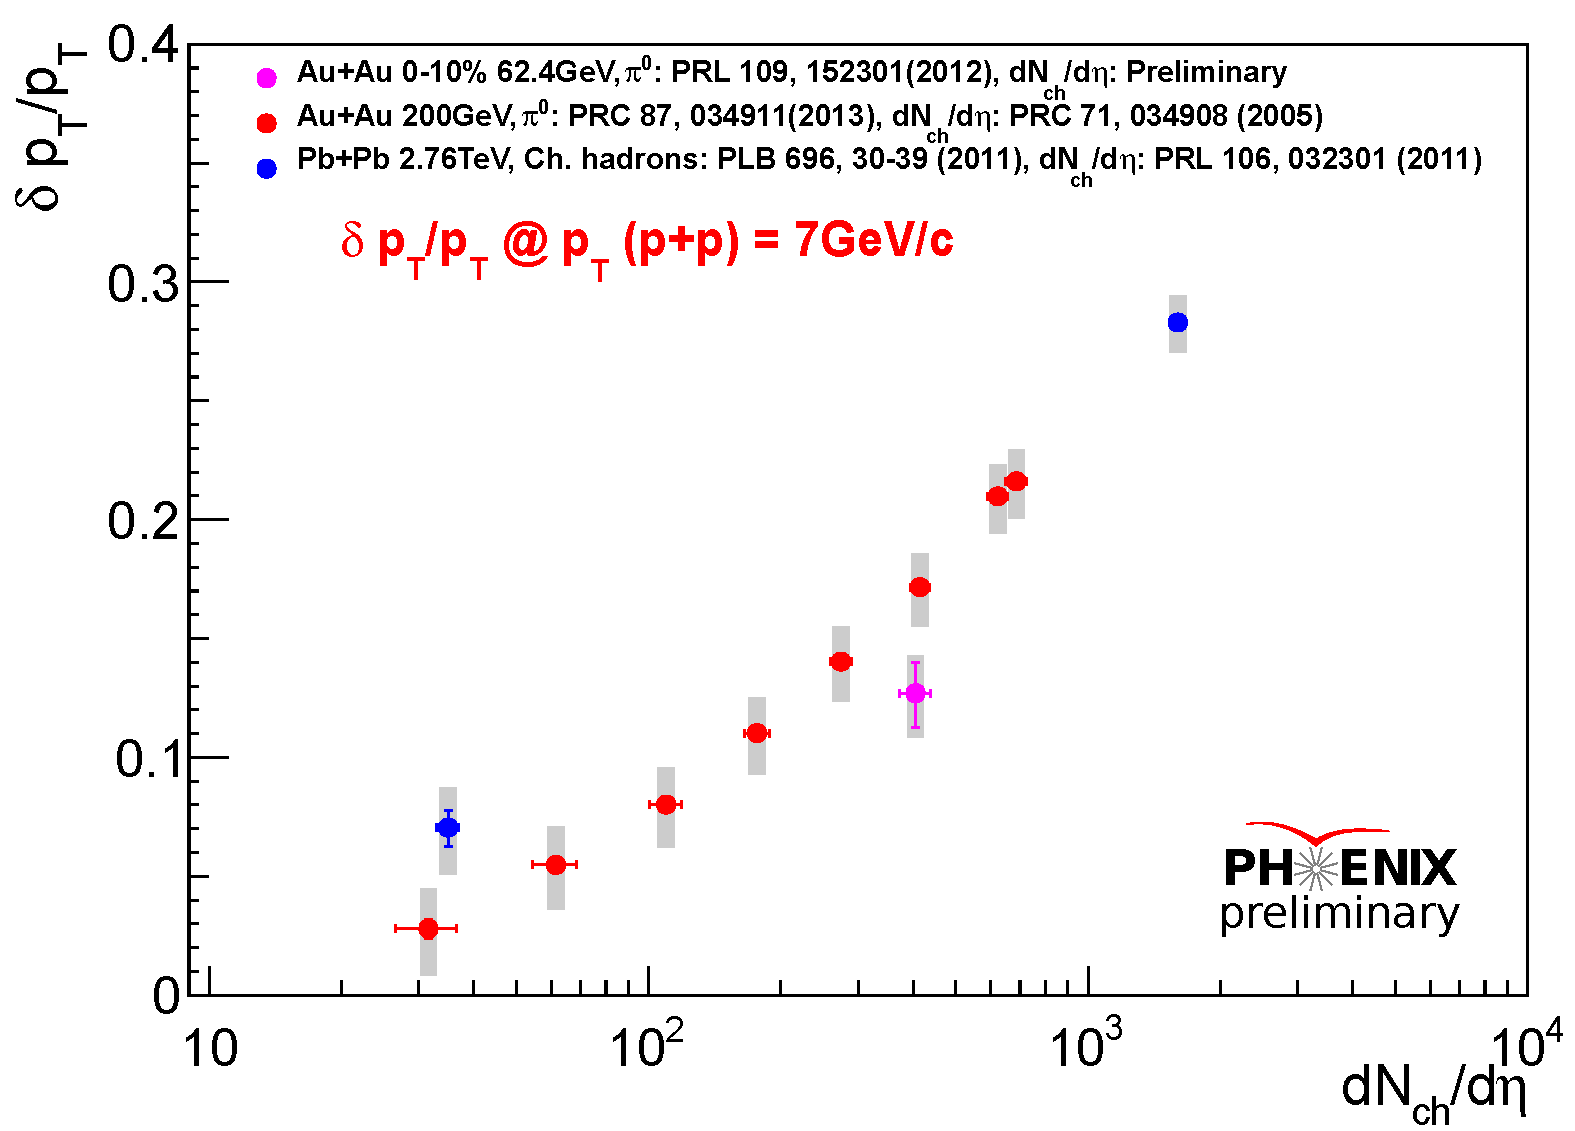 δ p_T/p_T
0.4
0.3
0.2
0.1
0
Au+Au 0-10% 62.4GeV, π⁰: PRL 109, 152301(2012), dN_ch/dη: Preliminary
Au+Au 200GeV, π⁰: PRC 87, 034911(2013), dN_ch/dη: PRC 71, 034908 (2005)
Pb+Pb 2.76TeV, Ch. hadrons: PLB 696, 30-39 (2011), dN_ch/dη: PRL 106, 032301 (2011)
δ p_T/p_T @ p_T (p+p) = 7GeV/c
PHENIX
preliminary
10 10² 10³ 10⁴
dN_ch/dη